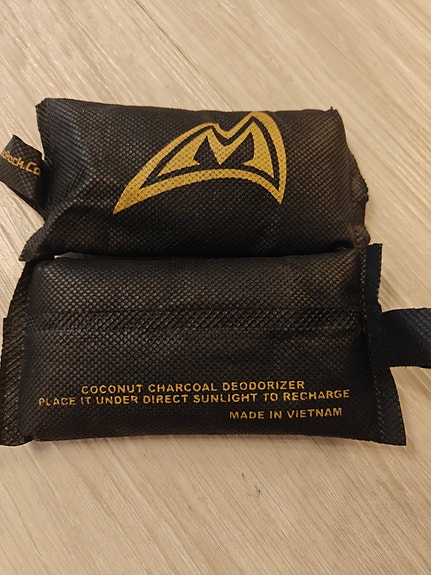 M
COCONUT CHARCOAL DEODORIZER
PLACE IT UNDER DIRECT SUNLIGHT TO RECHARGE
MADE IN VIETNAM